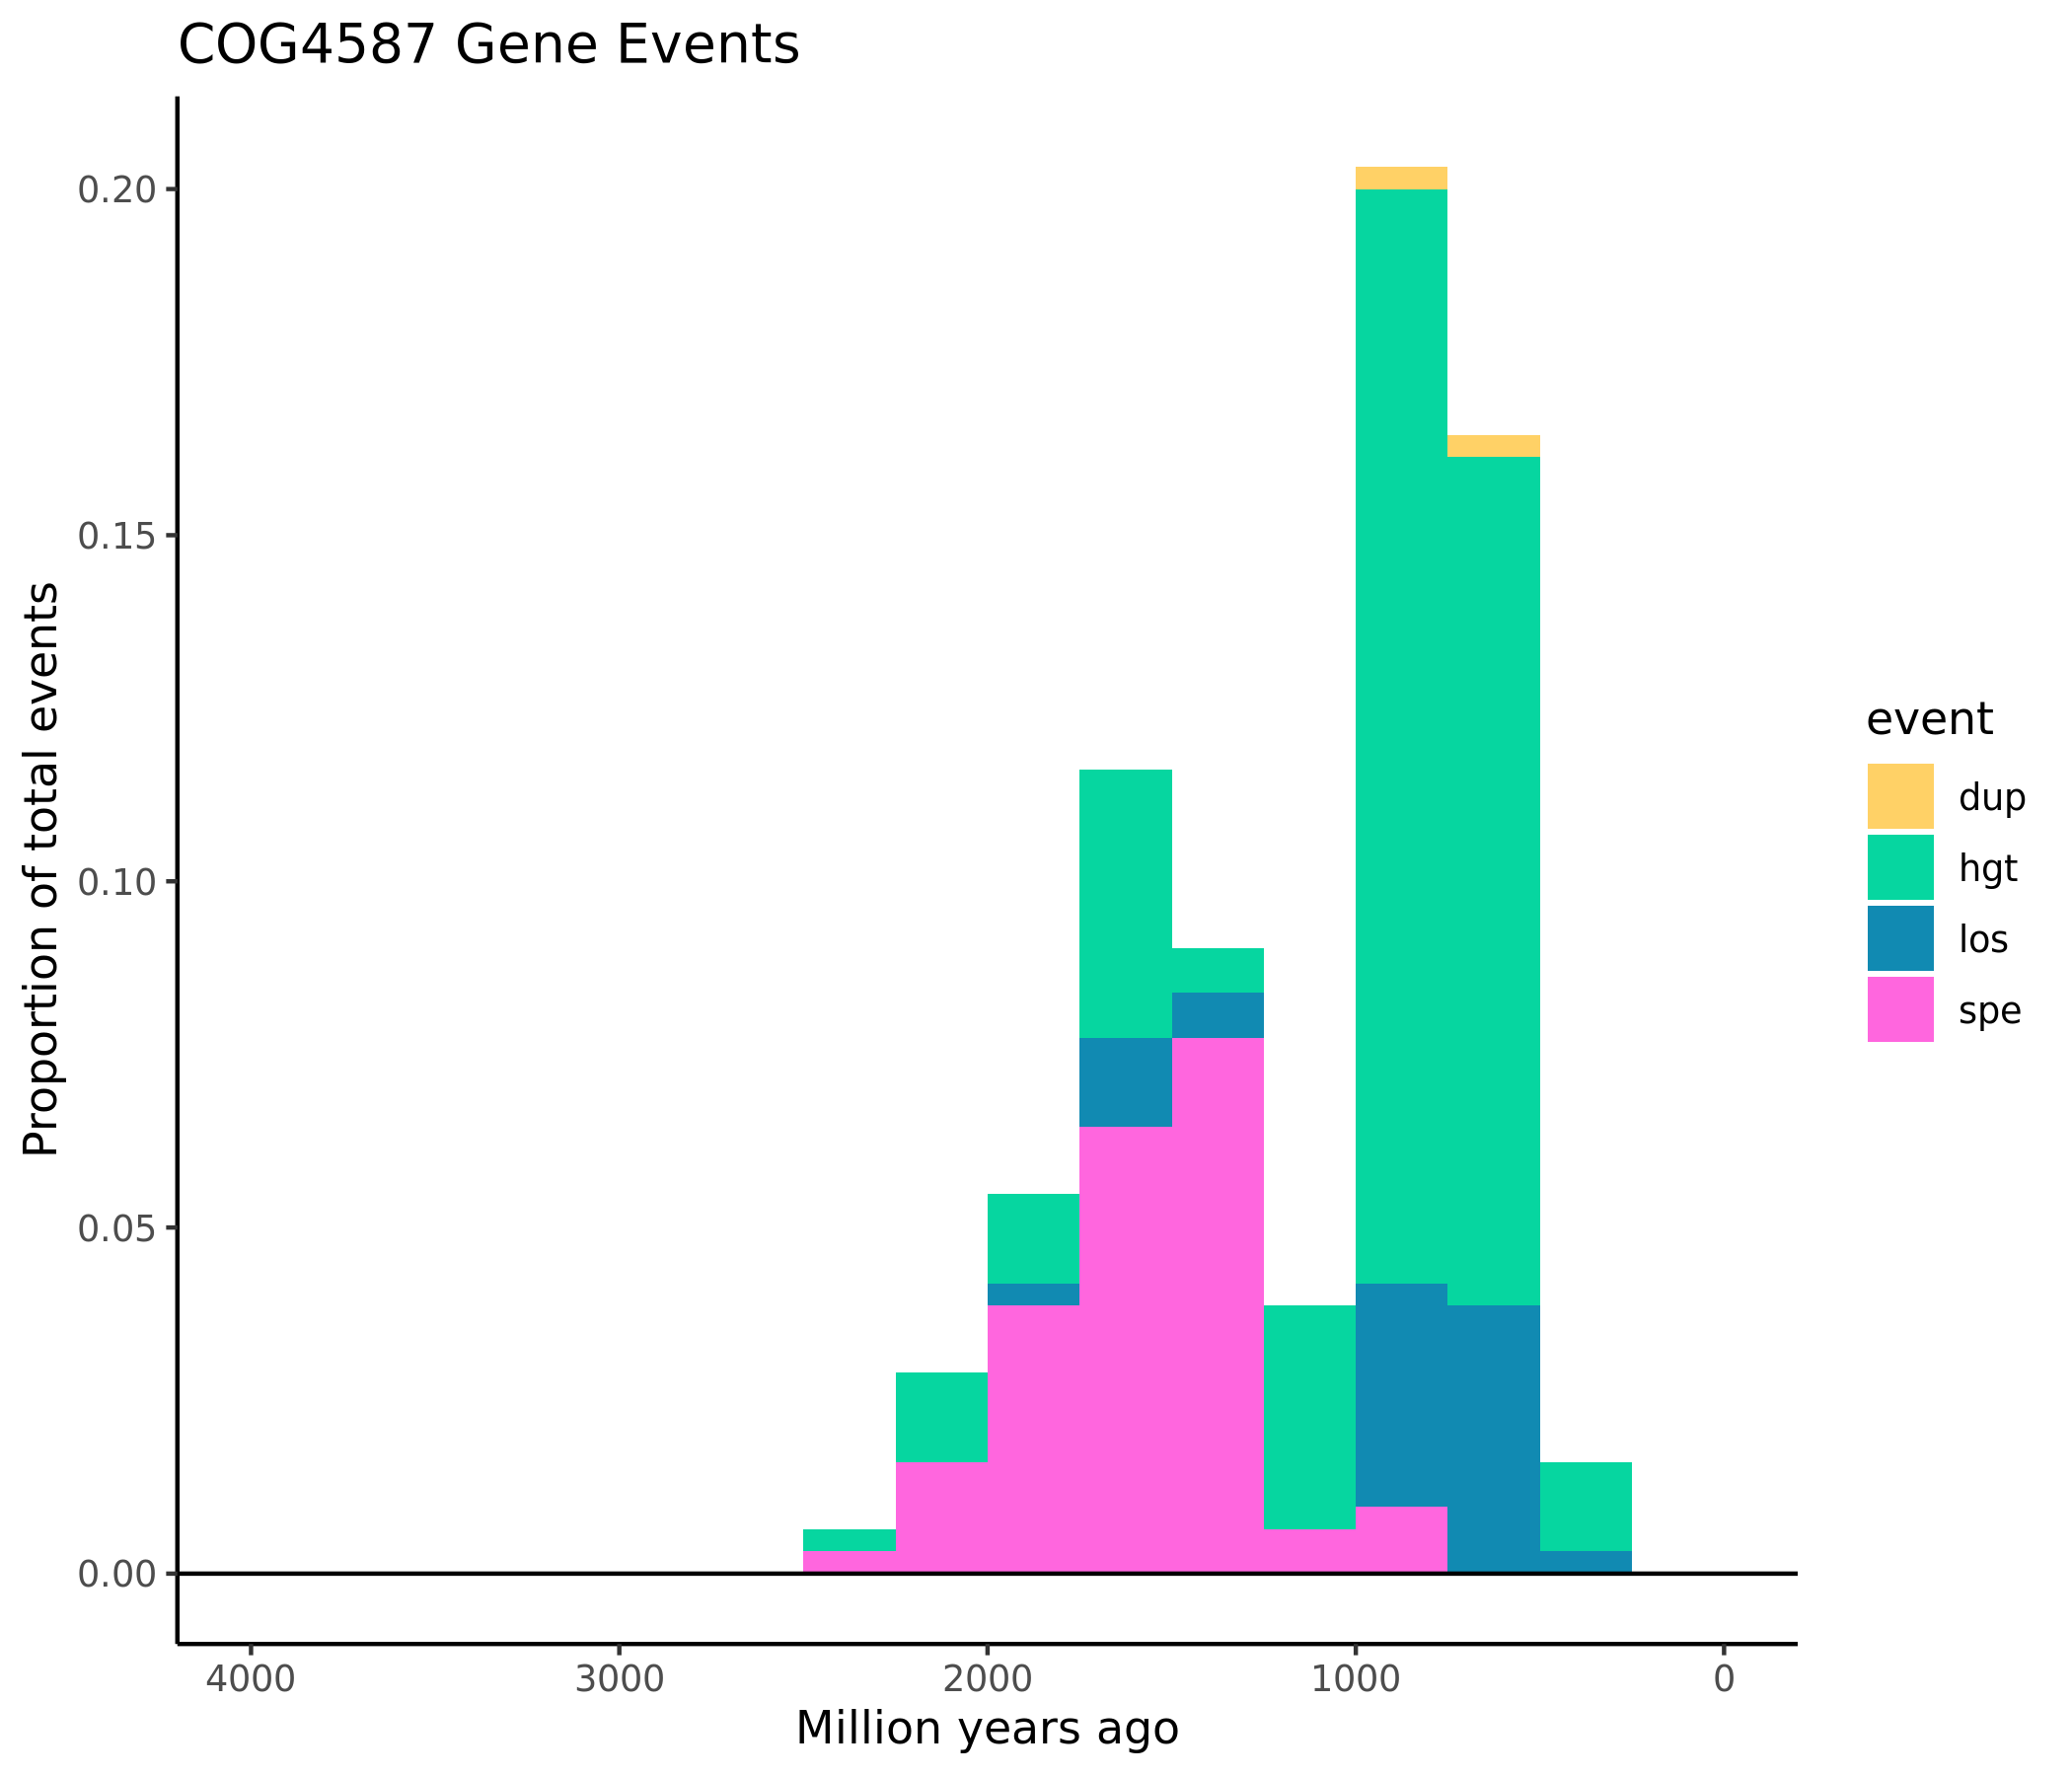 COG4587 Gene Events
Proportion of total events
0.20
0.15
0.10
0.05
0.00
4000
3000
2000
1000
0
Million years ago
event
dup
hgt
los
spe